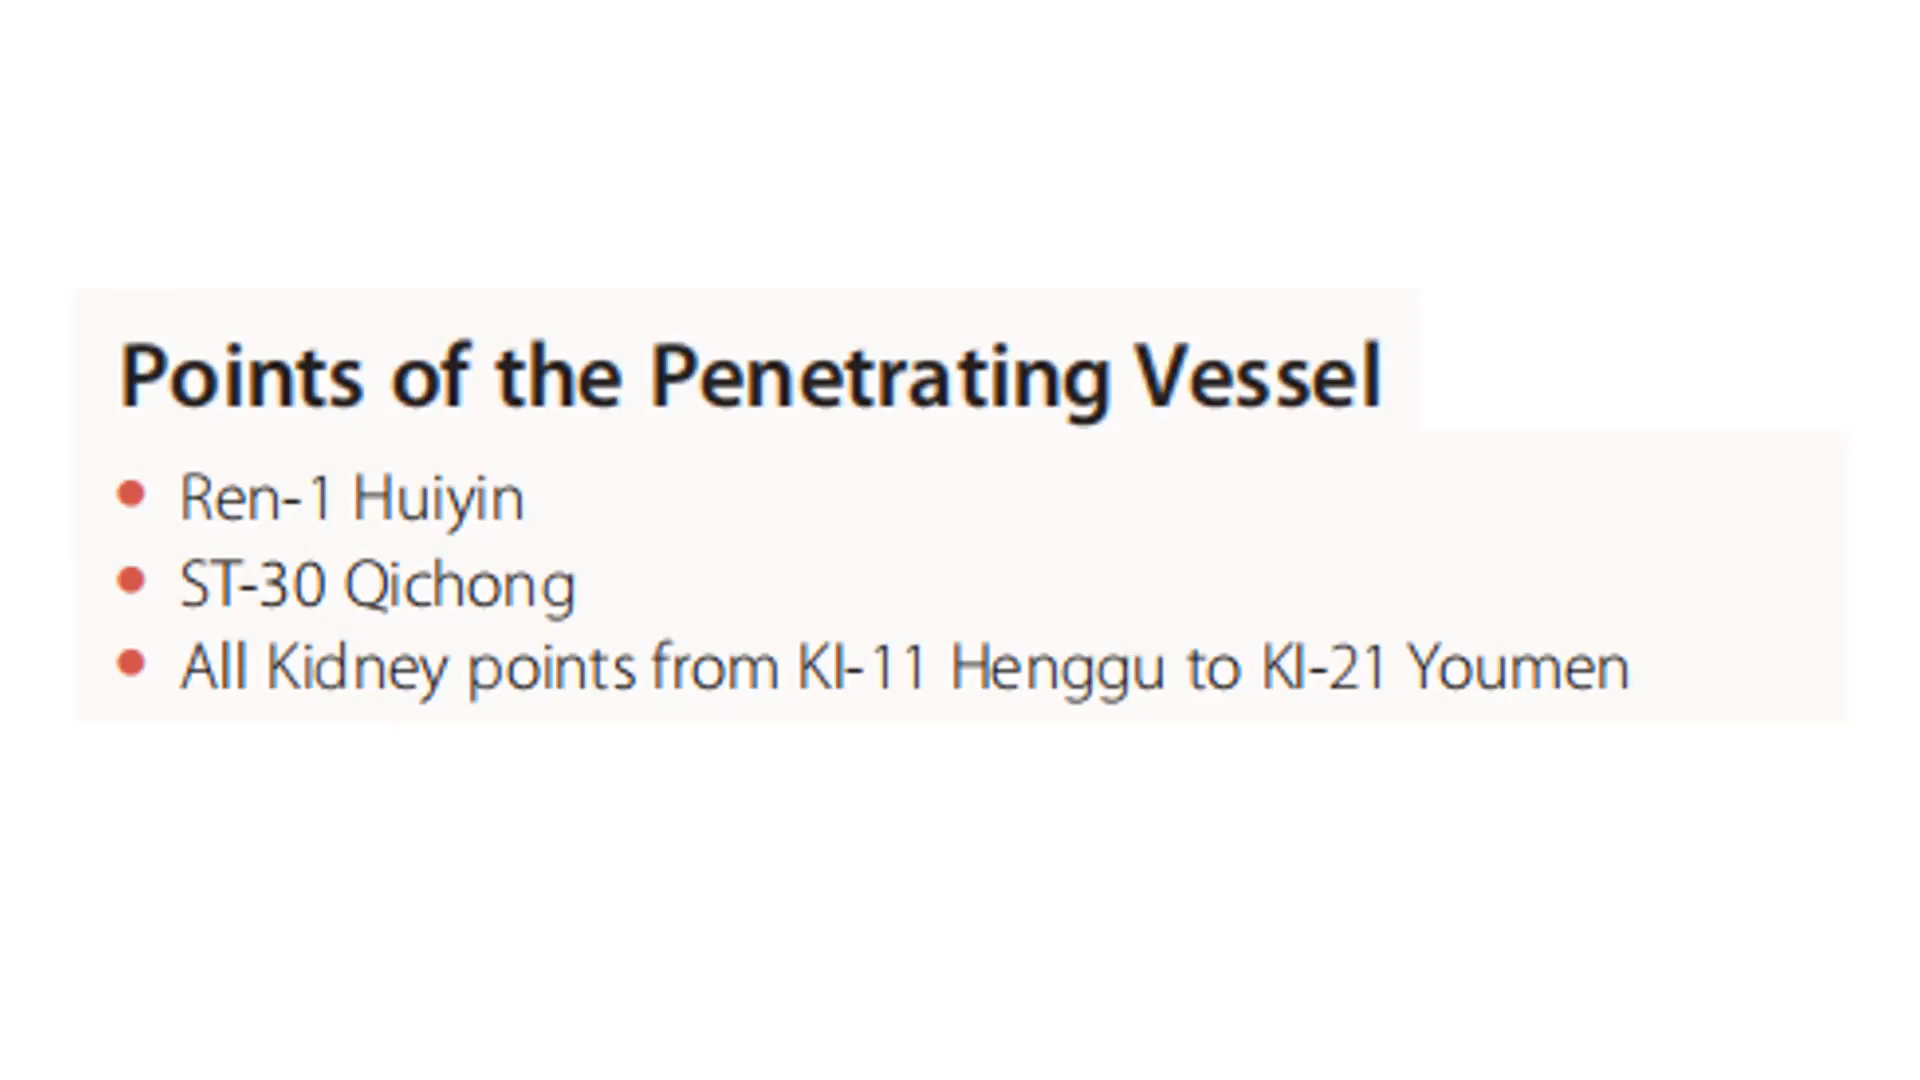 Points of the Penetrating Vessel
• Ren-1 Huiyin
• ST-30 Qichong
• All Kidney points from KI-11 Henggu to KI-21 Youmen